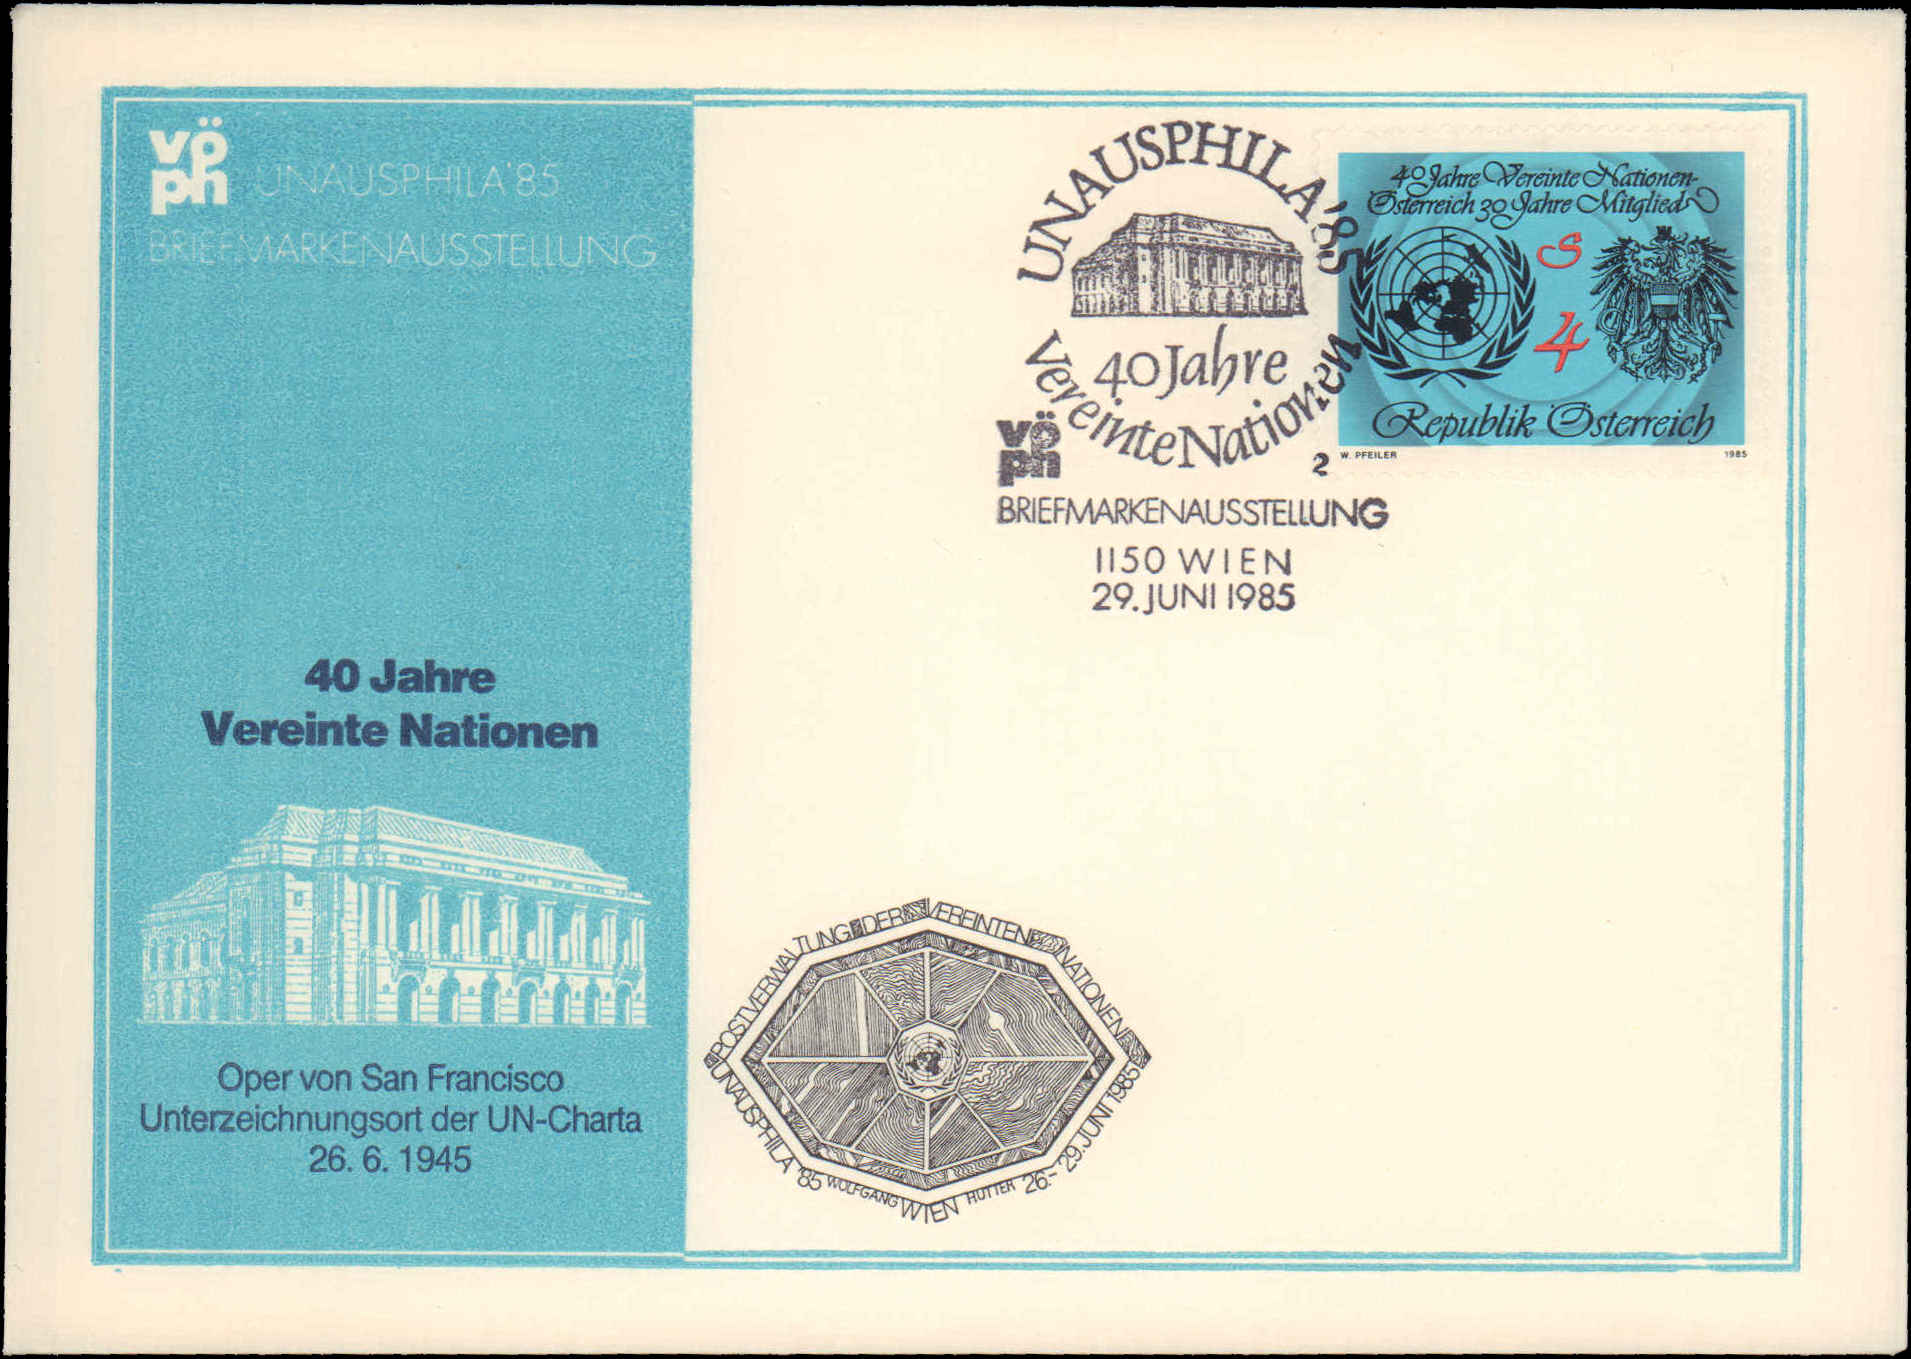 vöph UNAUSPHILA'85
BRIEFMARKENAUSSTELLUNG
40 Jahre
Vereinte Nationen
Oper von San Francisco
Unterzeichnungsort der UN-Charta
26. 6. 1945
UNAUSPHILA'85
40 Jahre
Vereinte Nationen
vöph
2
BRIEFMARKENAUSSTELLUNG
1150 WIEN
29. JUNI 1985
40 Jahre Vereinte Nationen-
Österreich 30 Jahre Mitglied
S
4
Republik Österreich
W. PFEILER 1985
POSTVERWALTUNG DER VEREINTEN NATIONEN
UNAUSPHILA '85 WOLFGANG WIEN HUTTER 26.-29. JUNI 1985